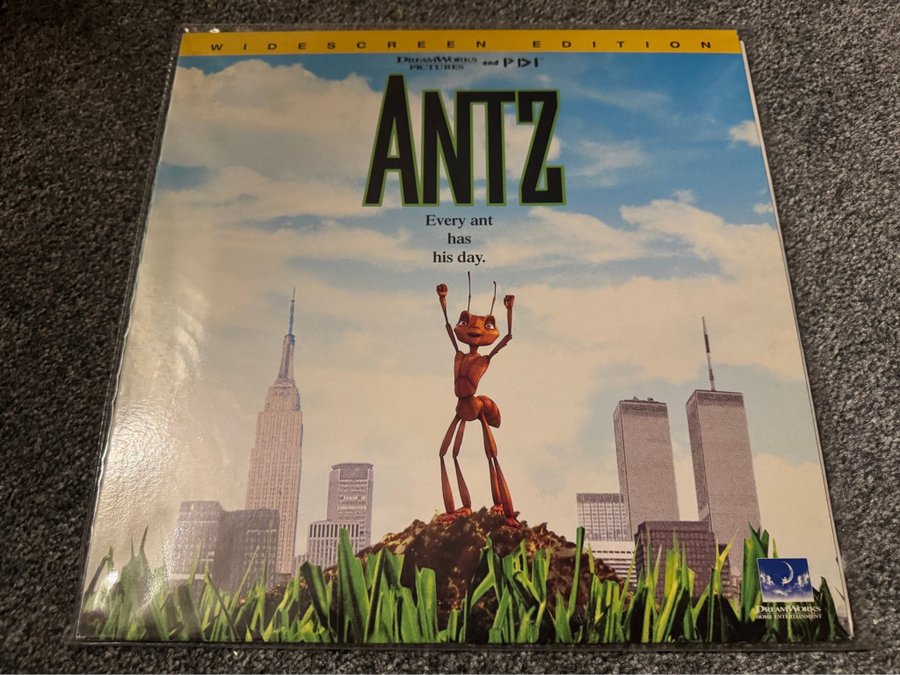 WIDESCREEN EDITION
DREAMWORKS PICTURES and PDI
ANTZ
Every ant
has
his day.
DREAMWORKS
HOME ENTERTAINMENT